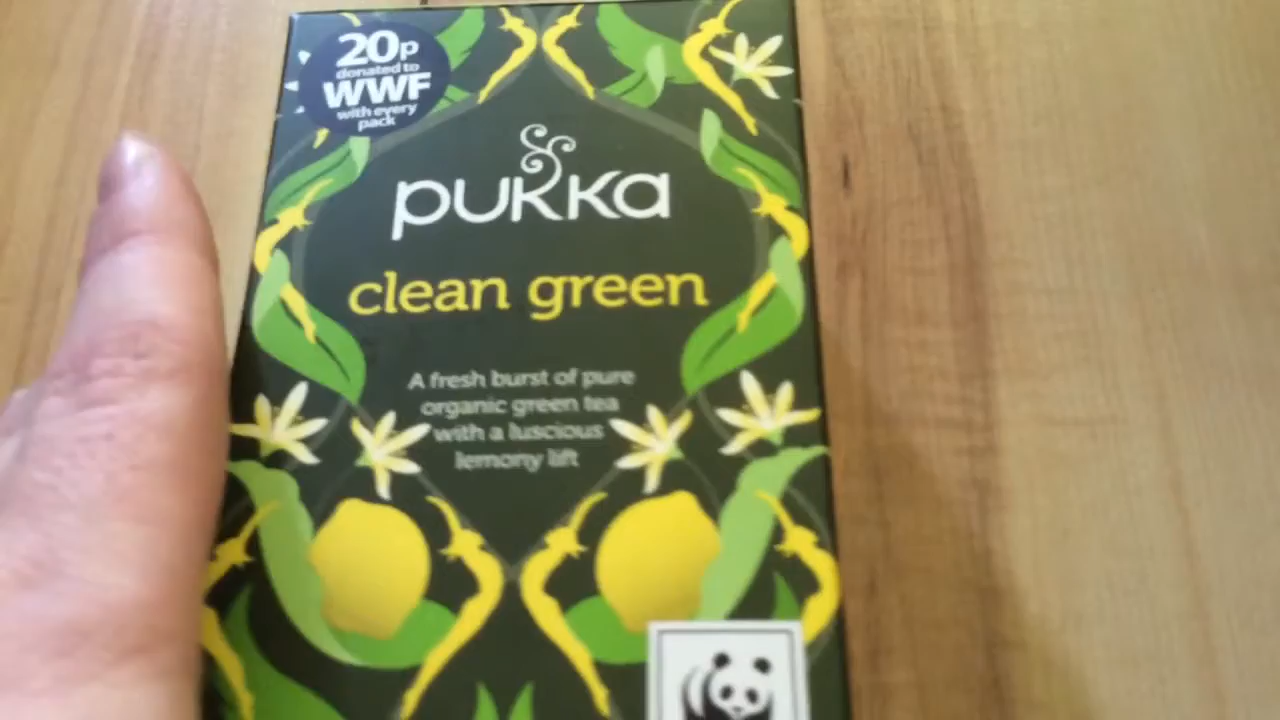 20p
donated to
WWF
with every
pack
pukka
clean green
A fresh burst of pure
organic green tea
with a luscious
lemony lift